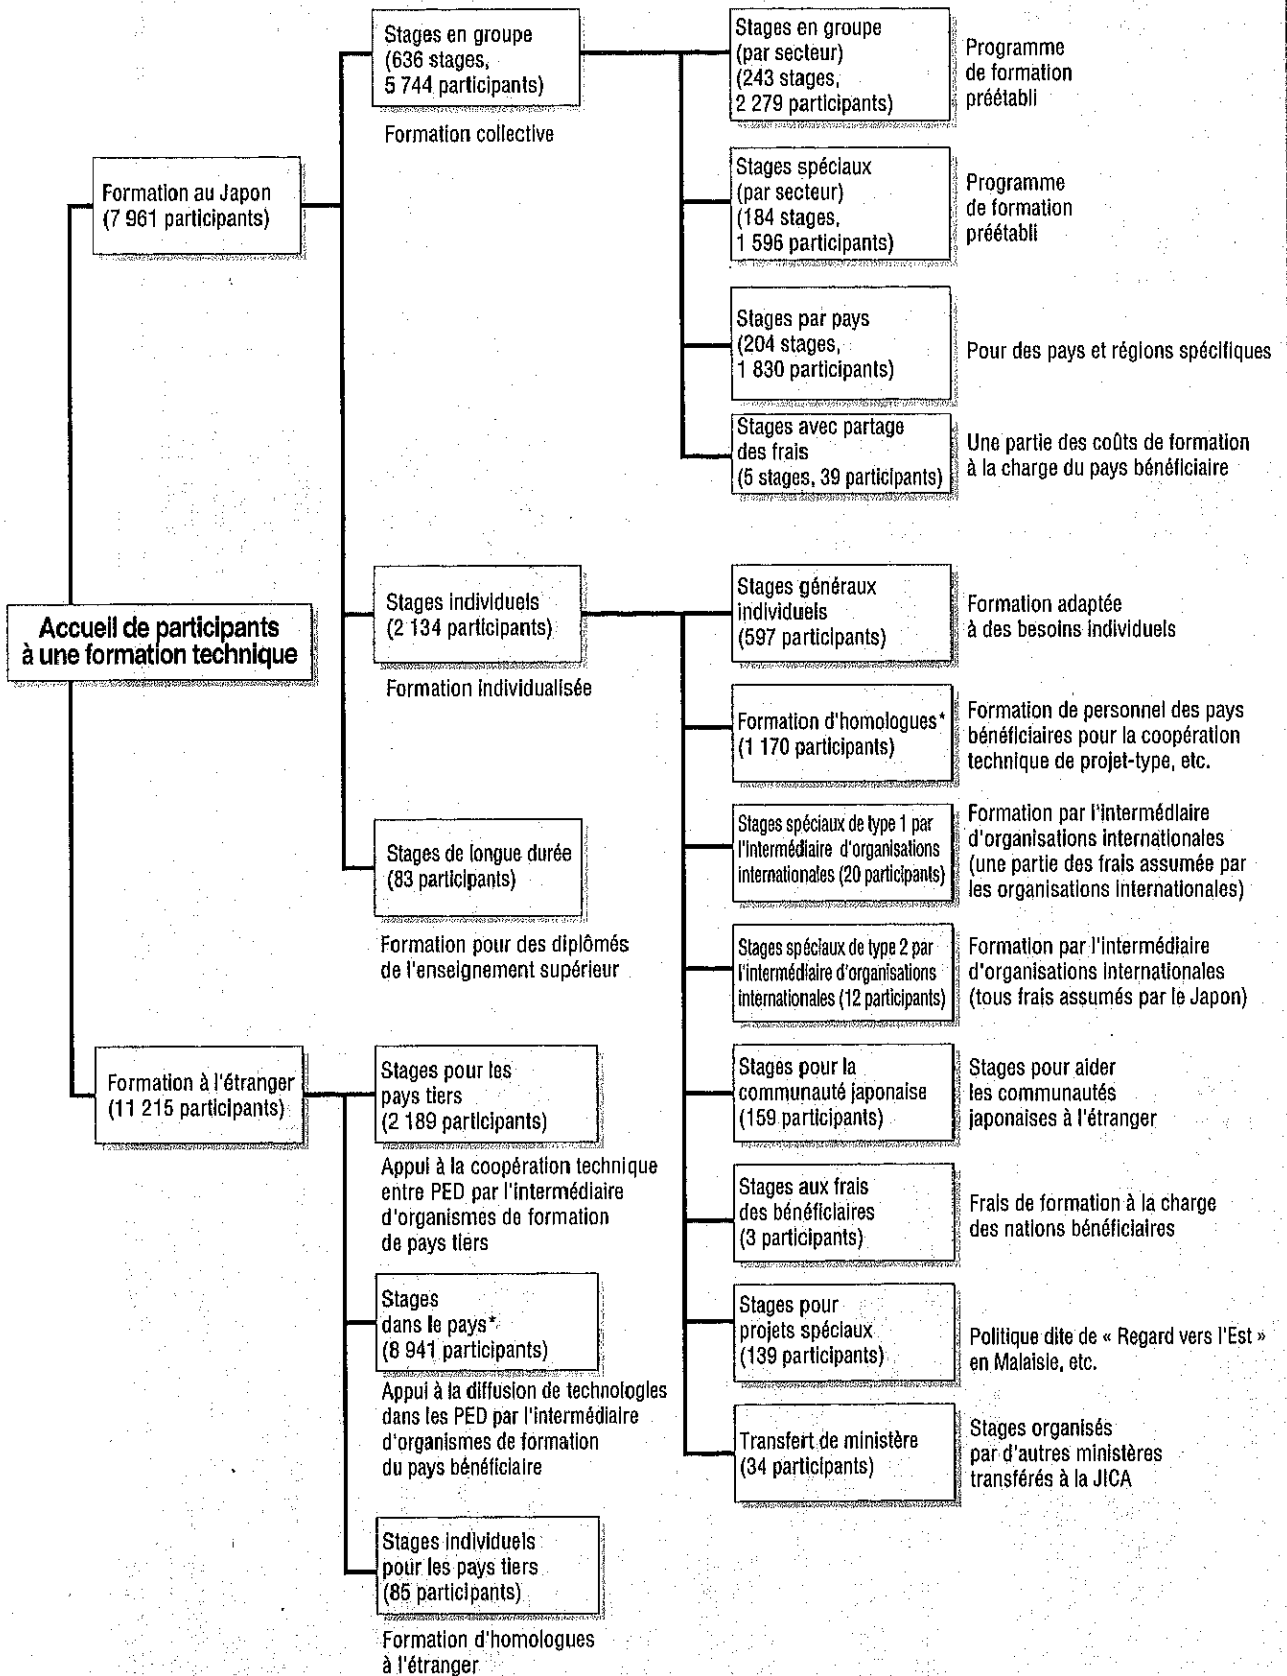 Accueil de participants
à une formation technique
Formation au Japon
(7 961 participants)
Stages en groupe
(636 stages,
5 744 participants)
Formation collective
Stages en groupe
(par secteur)
(243 stages,
2 279 participants)
Programme
de formation
préétabli
Stages spéciaux
(par secteur)
(184 stages,
1 596 participants)
Programme
de formation
préétabli
Stages par pays
(204 stages,
1 830 participants)
Pour des pays et régions spécifiques
Stages avec partage
des frais
(5 stages, 39 participants)
Une partie des coûts de formation
à la charge du pays bénéficiaire
Stages individuels
(2 134 participants)
Formation individualisée
Stages généraux
individuels
(597 participants)
Formation adaptée
à des besoins individuels
Formation d'homologues*
(1 170 participants)
Formation de personnel des pays
bénéficiaires pour la coopération
technique de projet-type, etc.
Stages spéciaux de type 1 par
l'intermédiaire d'organisations
internationales (20 participants)
Formation par l'intermédiaire
d'organisations internationales
(une partie des frais assumée par
les organisations internationales)
Stages spéciaux de type 2 par
l'intermédiaire d'organisations
internationales (12 participants)
Formation par l'intermédiaire
d'organisations internationales
(tous frais assumés par le Japon)
Stages pour la
communauté japonaise
(159 participants)
Stages pour aider
les communautés
japonaises à l'étranger
Stages aux frais
des bénéficiaires
(3 participants)
Frais de formation à la charge
des nations bénéficiaires
Stages pour
projets spéciaux
(139 participants)
Politique dite de « Regard vers l'Est »
en Malaisie, etc.
Transfert de ministère
(34 participants)
Stages organisés
par d'autres ministères
transférés à la JICA
Stages de longue durée
(83 participants)
Formation pour des diplômés
de l'enseignement supérieur
Formation à l'étranger
(11 215 participants)
Stages pour les
pays tiers
(2 189 participants)
Appui à la coopération technique
entre PED par l'intermédiaire
d'organismes de formation
de pays tiers
Stages
dans le pays*
(8 941 participants)
Appui à la diffusion de technologies
dans les PED par l'intermédiaire
d'organismes de formation
du pays bénéficiaire
Stages individuels
pour les pays tiers
(85 participants)
Formation d'homologues
à l'étranger